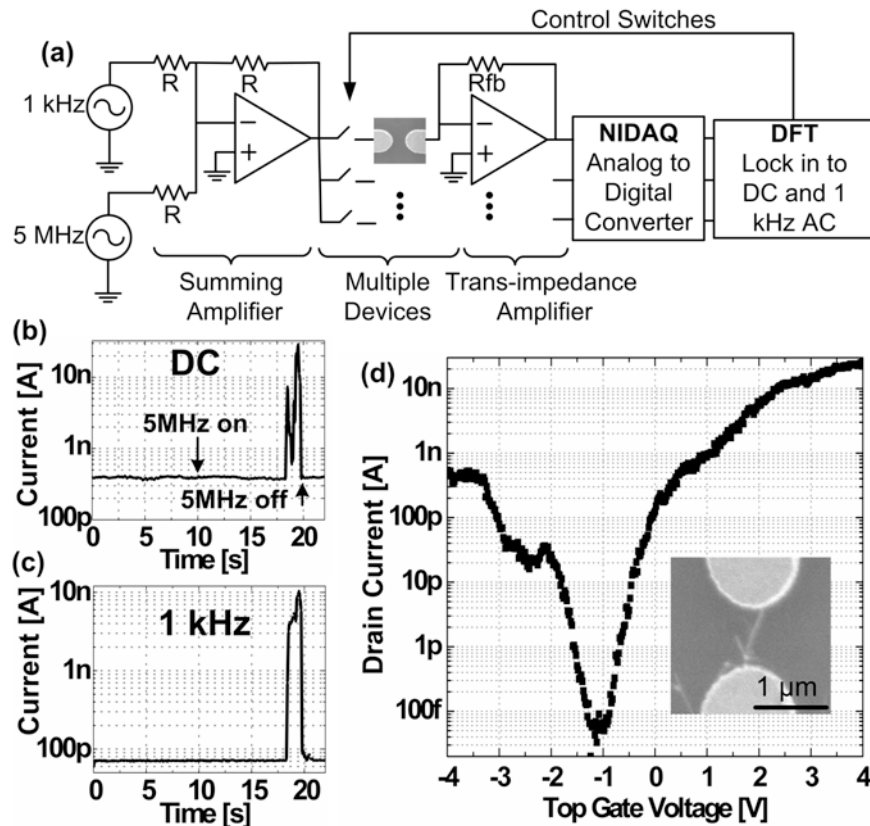 (a)
Control Switches
R
R
Rfb
1 kHz
−
+
−
+
R
5 MHz
NIDAQ
Analog to
Digital
Converter
DFT
Lock in to
DC and 1
kHz AC
Summing
Amplifier
Multiple
Devices
Trans-impedance
Amplifier
(b)
DC
10n
1n
100p
Current [A]
5MHz on
5MHz off
0 5 10 15 20
Time [s]
(c)
1 kHz
10n
1n
100p
Current [A]
0 5 10 15 20
Time [s]
(d)
10n
1n
100p
10p
1p
100f
Drain Current [A]
1 μm
-4 -3 -2 -1 0 1 2 3 4
Top Gate Voltage [V]